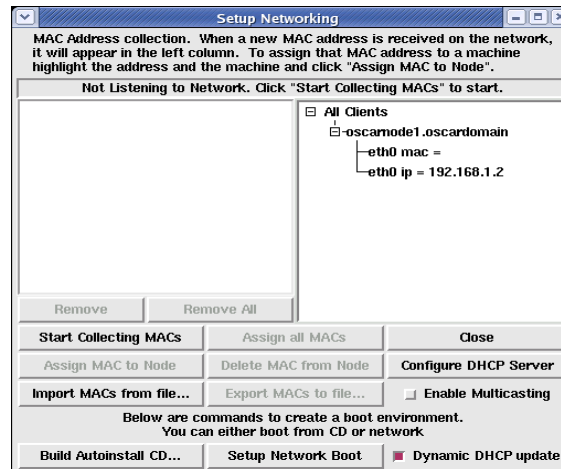 Setup Networking
MAC Address collection. When a new MAC address is received on the network,
it will appear in the left column. To assign that MAC address to a machine
highlight the address and the machine and click "Assign MAC to Node".
Not Listening to Network. Click "Start Collecting MACs" to start.
All Clients
oscarnode1.oscardomain
eth0 mac =
eth0 ip = 192.168.1.2
Remove
Remove All
Start Collecting MACs
Assign all MACs
Close
Assign MAC to Node
Delete MAC from Node
Configure DHCP Server
Import MACs from file...
Export MACs to file...
Enable Multicasting
Below are commands to create a boot environment.
You can either boot from CD or network
Build Autoinstall CD...
Setup Network Boot
Dynamic DHCP update